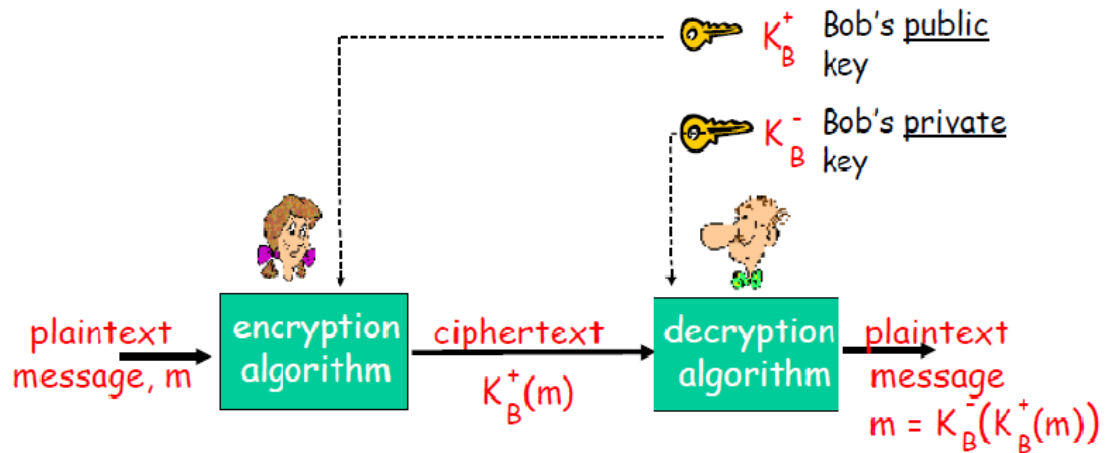 K_B^+ Bob's public
key
K_B^- Bob's private
key
plaintext
message, m
encryption
algorithm
ciphertext
K_B^+(m)
decryption
algorithm
plaintext
message
m = K_B^-(K_B^+(m))